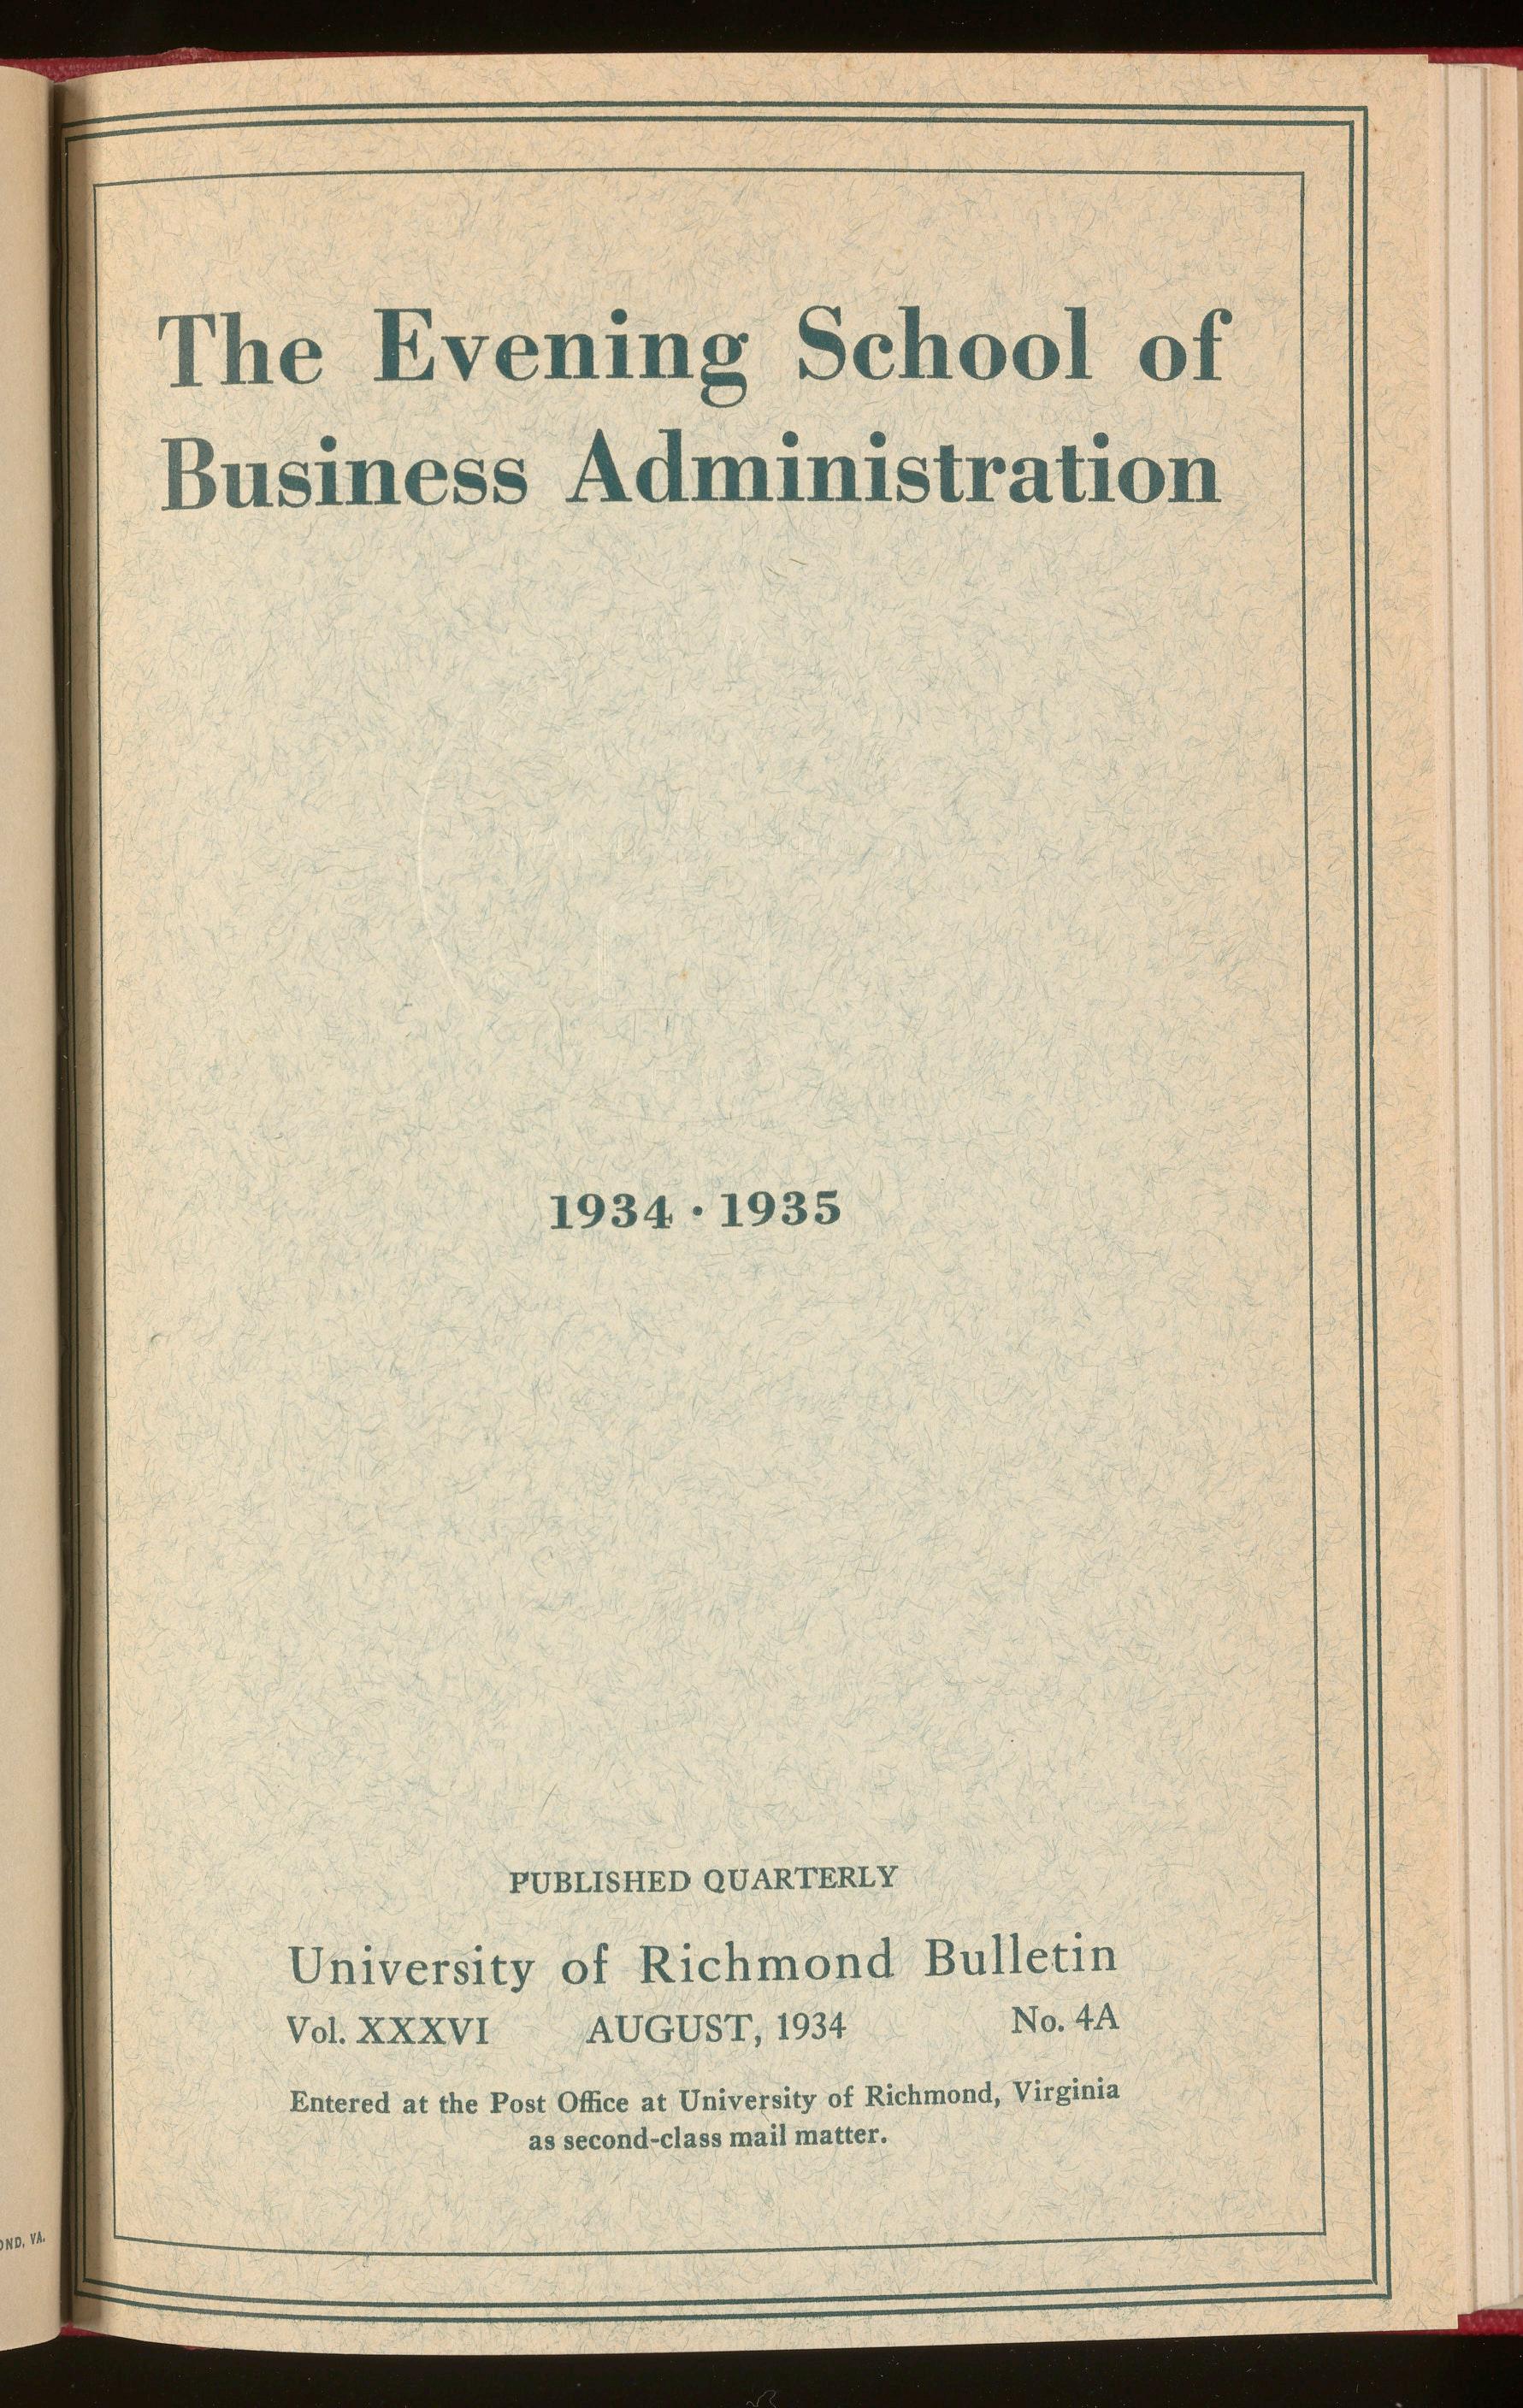 The Evening School of
Business Administration
1934 · 1935
PUBLISHED QUARTERLY
University of Richmond Bulletin
Vol. XXXVI AUGUST, 1934 No. 4A
Entered at the Post Office at University of Richmond, Virginia
as second-class mail matter.
OND, VA.